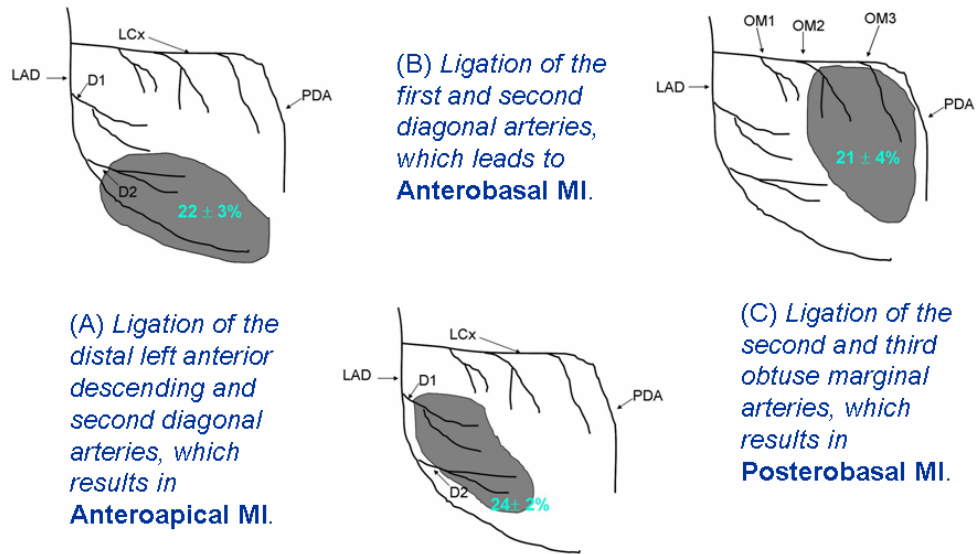 LCx
LAD
D1
PDA
D2
22 ± 3%
(B) Ligation of the
first and second
diagonal arteries,
which leads to
Anterobasal MI.
OM1
OM2
OM3
LAD
PDA
21 ± 4%
(A) Ligation of the
distal left anterior
descending and
second diagonal
arteries, which
results in
Anteroapical MI.
LCx
LAD
D1
PDA
D2
24± 2%
(C) Ligation of the
second and third
obtuse marginal
arteries, which
results in
Posterobasal MI.